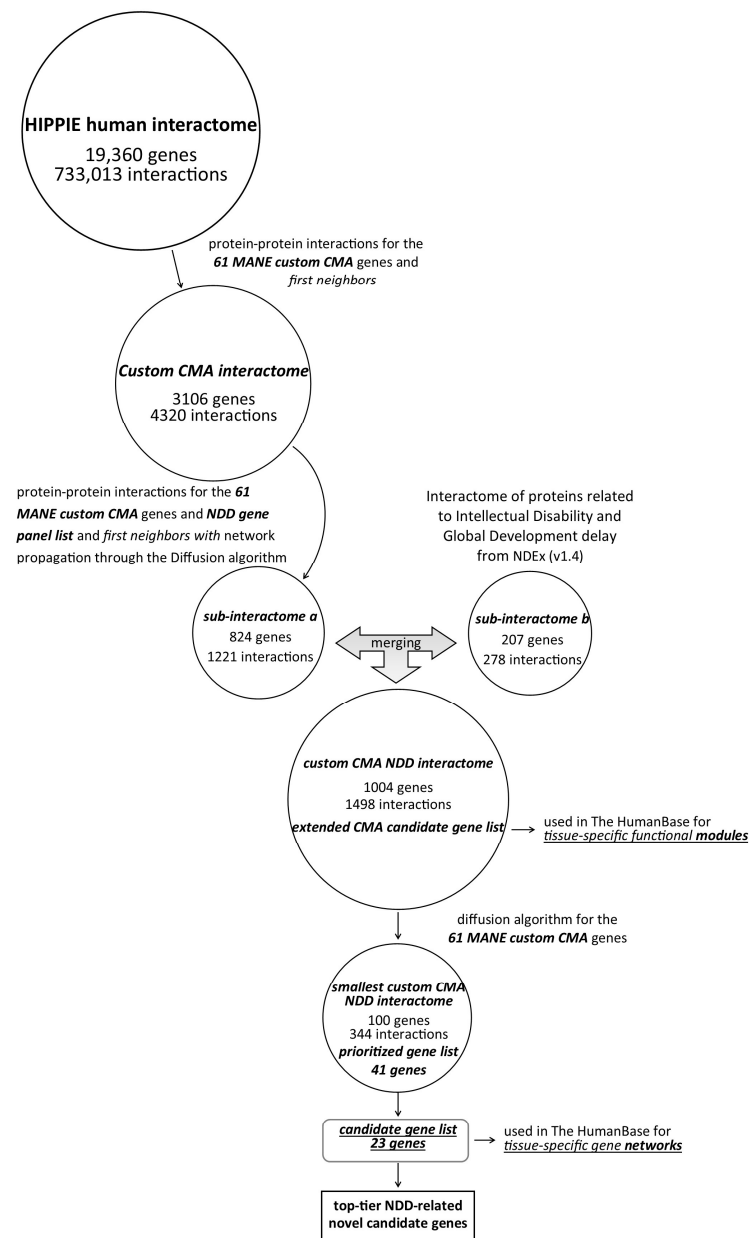 HIPPIE human interactome
19,360 genes
733,013 interactions
protein-protein interactions for the
61 MANE custom CMA genes and
first neighbors
Custom CMA interactome
3106 genes
4320 interactions
protein-protein interactions for the 61
MANE custom CMA genes and NDD gene
panel list and first neighbors with network
propagation through the Diffusion algorithm
Interactome of proteins related
to Intellectual Disability and
Global Development delay
from NDEx (v1.4)
sub-interactome a
824 genes
1221 interactions
merging
sub-interactome b
207 genes
278 interactions
custom CMA NDD interactome
1004 genes
1498 interactions
extended CMA candidate gene list
used in The HumanBase for
tissue-specific functional modules
diffusion algorithm for the
61 MANE custom CMA genes
smallest custom CMA
NDD interactome
100 genes
344 interactions
prioritized gene list
41 genes
candidate gene list
23 genes
used in The HumanBase for
tissue-specific gene networks
top-tier NDD-related
novel candidate genes